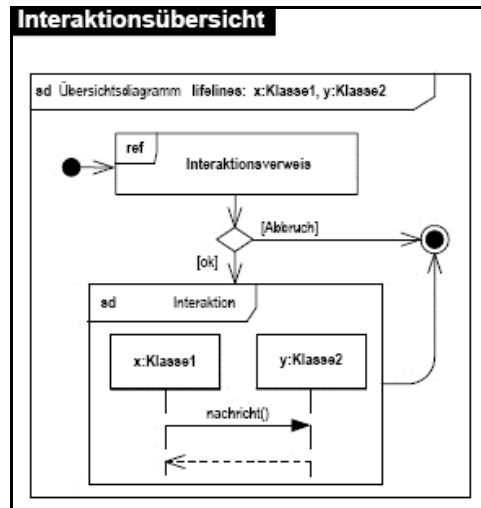 Interaktionsübersicht
sd Übersichtsdiagramm lifelines: x:Klasse1, y:Klasse2
ref
Interaktionsverweis
[Abbruch]
[ok]
sd Interaktion
x:Klasse1 y:Klasse2
nachricht()